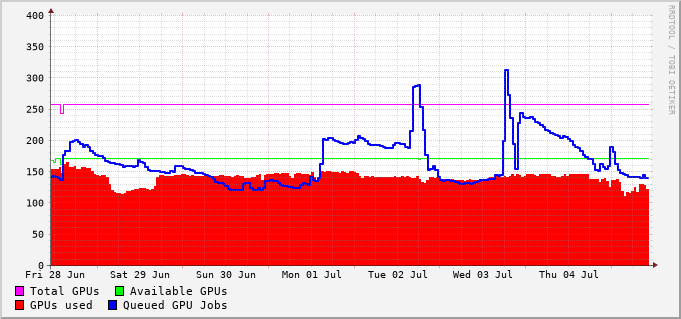 RRDTOOL / TOBI OETIKER
400
350
300
250
200
150
100
50
0
Fri 28 Jun Sat 29 Jun Sun 30 Jun Mon 01 Jul Tue 02 Jul Wed 03 Jul Thu 04 Jul
Total GPUs Available GPUs
GPUs used Queued GPU Jobs